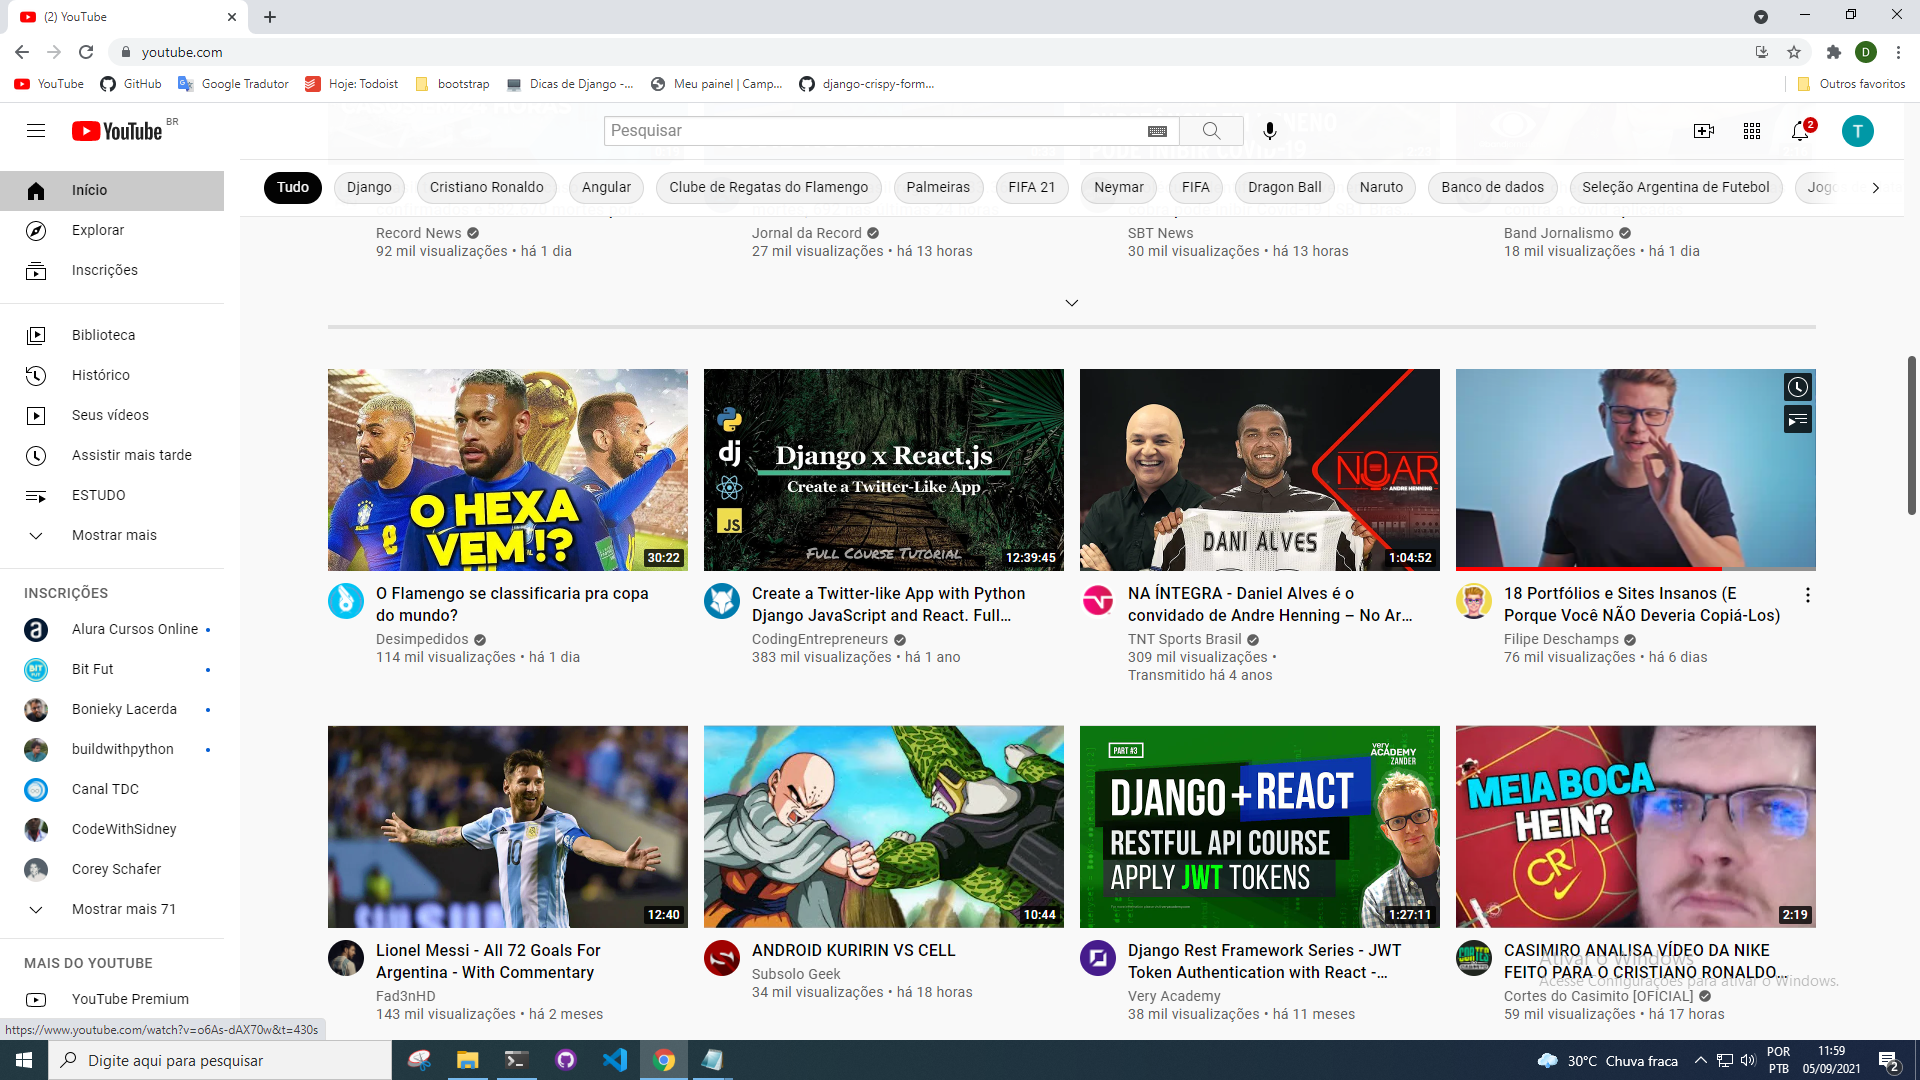 (2) YouTube
youtube.com
D
YouTube
GitHub
Google Tradutor
Hoje: Todoist
bootstrap
Dicas de Django -...
Meu painel | Camp...
django-crispy-form...
Outros favoritos
YouTube BR
Pesquisar
2
T
Tudo
Django
Cristiano Ronaldo
Angular
Clube de Regatas do Flamengo
Palmeiras
FIFA 21
Neymar
FIFA
Dragon Ball
Naruto
Banco de dados
Seleção Argentina de Futebol
Início
Explorar
Inscrições
Biblioteca
Histórico
Seus vídeos
Assistir mais tarde
ESTUDO
Mostrar mais
INSCRIÇÕES
Alura Cursos Online
Bit Fut
Bonieky Lacerda
buildwithpython
Canal TDC
CodeWithSidney
Corey Schafer
Mostrar mais 71
MAIS DO YOUTUBE
YouTube Premium
https://www.youtube.com/watch?v=o6As-dAX70w&t=430s
Record News
92 mil visualizações • há 1 dia
Jornal da Record
27 mil visualizações • há 13 horas
SBT News
30 mil visualizações • há 13 horas
Band Jornalismo
18 mil visualizações • há 1 dia
O HEXA
VEM!?
30:22
O Flamengo se classificaria pra copa
do mundo?
Desimpedidos
114 mil visualizações • há 1 dia
dj
JS
Django x React.js
Create a Twitter-Like App
Full Course Tutorial
12:39:45
Create a Twitter-like App with Python
Django JavaScript and React. Full...
CodingEntrepreneurs
383 mil visualizações • há 1 ano
NOAR
ANDRE HENNING
DANI ALVES
1:04:52
NA ÍNTEGRA - Daniel Alves é o
convidado de Andre Henning – No Ar...
TNT Sports Brasil
309 mil visualizações •
Transmitido há 4 anos
18 Portfólios e Sites Insanos (E
Porque Você NÃO Deveria Copiá-Los)
Filipe Deschamps
76 mil visualizações • há 6 dias
10
12:40
Lionel Messi - All 72 Goals For
Argentina - With Commentary
Fad3nHD
143 mil visualizações • há 2 meses
10:44
ANDROID KURIRIN VS CELL
Subsolo Geek
34 mil visualizações • há 18 horas
PART #3
very
ACADEMY
ZANDER
DJANGO + REACT
RESTFUL API COURSE
APPLY JWT TOKENS
1:27:11
Django Rest Framework Series - JWT
Token Authentication with React -...
Very Academy
38 mil visualizações • há 11 meses
MEIA BOCA
HEIN?
CR
2:19
CASIMIRO ANALISA VÍDEO DA NIKE
FEITO PARA O CRISTIANO RONALDO...
Cortes do Casimito [OFICIAL]
59 mil visualizações • há 17 horas
Ativar o Windows
Acesse Configurações para ativar o Windows.
Digite aqui para pesquisar
30°C Chuva fraca
POR
PTB
11:59
05/09/2021
2